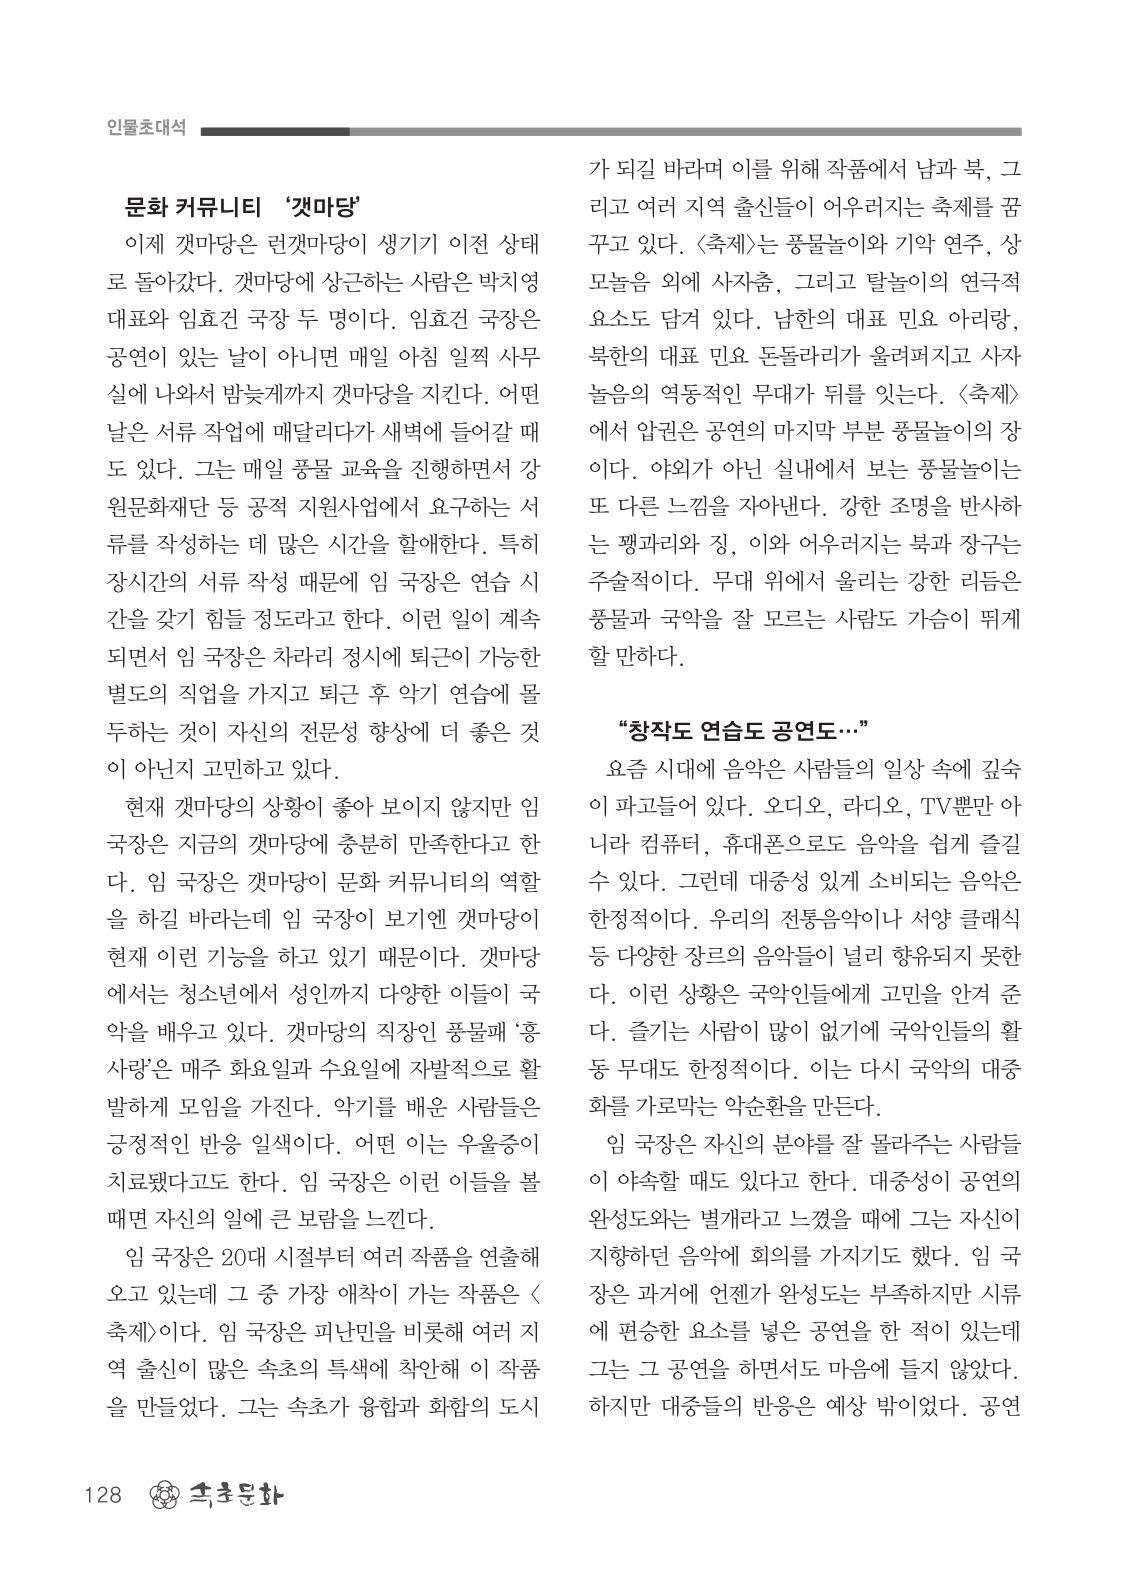 인물초대석
문화 커뮤니티 ‘갯마당’
이제 갯마당은 런갯마당이 생기기 이전 상태
로 돌아갔다. 갯마당에 상근하는 사람은 박치영
대표와 임효건 국장 두 명이다. 임효건 국장은
공연이 있는 날이 아니면 매일 아침 일찍 사무
실에 나와서 밤늦게까지 갯마당을 지킨다. 어떤
날은 서류 작업에 매달리다가 새벽에 들어갈 때
도 있다. 그는 매일 풍물 교육을 진행하면서 강
원문화재단 등 공적 지원사업에서 요구하는 서
류를 작성하는 데 많은 시간을 할애한다. 특히
장시간의 서류 작성 때문에 임 국장은 연습 시
간을 갖기 힘들 정도라고 한다. 이런 일이 계속
되면서 임 국장은 차라리 정시에 퇴근이 가능한
별도의 직업을 가지고 퇴근 후 악기 연습에 몰
두하는 것이 자신의 전문성 향상에 더 좋은 것
이 아닌지 고민하고 있다.
현재 갯마당의 상황이 좋아 보이지 않지만 임
국장은 지금의 갯마당에 충분히 만족한다고 한
다. 임 국장은 갯마당이 문화 커뮤니티의 역할
을 하길 바라는데 임 국장이 보기엔 갯마당이
현재 이런 기능을 하고 있기 때문이다. 갯마당
에서는 청소년에서 성인까지 다양한 이들이 국
악을 배우고 있다. 갯마당의 직장인 풍물패 ‘흥
사랑’은 매주 화요일과 수요일에 자발적으로 활
발하게 모임을 가진다. 악기를 배운 사람들은
긍정적인 반응 일색이다. 어떤 이는 우울증이
치료됐다고도 한다. 임 국장은 이런 이들을 볼
때면 자신의 일에 큰 보람을 느낀다.
임 국장은 20대 시절부터 여러 작품을 연출해
오고 있는데 그 중 가장 애착이 가는 작품은 〈
축제〉이다. 임 국장은 피난민을 비롯해 여러 지
역 출신이 많은 속초의 특색에 착안해 이 작품
을 만들었다. 그는 속초가 융합과 화합의 도시
가 되길 바라며 이를 위해 작품에서 남과 북, 그
리고 여러 지역 출신들이 어우러지는 축제를 꿈
꾸고 있다. 〈축제〉는 풍물놀이와 기악 연주, 상
모놀음 외에 사자춤, 그리고 탈놀이의 연극적
요소도 담겨 있다. 남한의 대표 민요 아리랑,
북한의 대표 민요 돈돌라리가 울려퍼지고 사자
놀음의 역동적인 무대가 뒤를 잇는다. 〈축제〉
에서 압권은 공연의 마지막 부분 풍물놀이의 장
이다. 야외가 아닌 실내에서 보는 풍물놀이는
또 다른 느낌을 자아낸다. 강한 조명을 반사하
는 꽹과리와 징, 이와 어우러지는 북과 장구는
주술적이다. 무대 위에서 울리는 강한 리듬은
풍물과 국악을 잘 모르는 사람도 가슴이 뛰게
할 만하다.
“창작도 연습도 공연도…”
요즘 시대에 음악은 사람들의 일상 속에 깊숙
이 파고들어 있다. 오디오, 라디오, TV뿐만 아
니라 컴퓨터, 휴대폰으로도 음악을 쉽게 즐길
수 있다. 그런데 대중성 있게 소비되는 음악은
한정적이다. 우리의 전통음악이나 서양 클래식
등 다양한 장르의 음악들이 널리 향유되지 못한
다. 이런 상황은 국악인들에게 고민을 안겨 준
다. 즐기는 사람이 많이 없기에 국악인들의 활
동 무대도 한정적이다. 이는 다시 국악의 대중
화를 가로막는 악순환을 만든다.
임 국장은 자신의 분야를 잘 몰라주는 사람들
이 야속할 때도 있다고 한다. 대중성이 공연의
완성도와는 별개라고 느꼈을 때에 그는 자신이
지향하던 음악에 회의를 가지기도 했다. 임 국
장은 과거에 언젠가 완성도는 부족하지만 시류
에 편승한 요소를 넣은 공연을 한 적이 있는데
그는 그 공연을 하면서도 마음에 들지 않았다.
하지만 대중들의 반응은 예상 밖이었다. 공연
128 속초문화